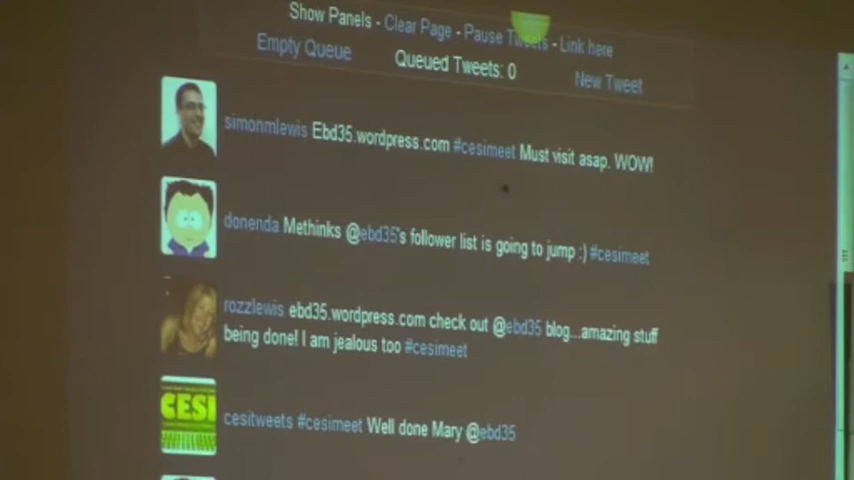 Show Panels - Clear Page - Pause Tweets - Link here
Empty Queue Queued Tweets: 0 New Tweet
simonmlewis Ebd35.wordpress.com #cesimeet Must visit asap. WOW!
donenda Methinks @ebd35's follower list is going to jump :) #cesimeet
rozzlewis ebd35.wordpress.com check out @ebd35 blog...amazing stuff
being done! I am jealous too #cesimeet
CESI
cesitweets #cesimeet Well done Mary @ebd35